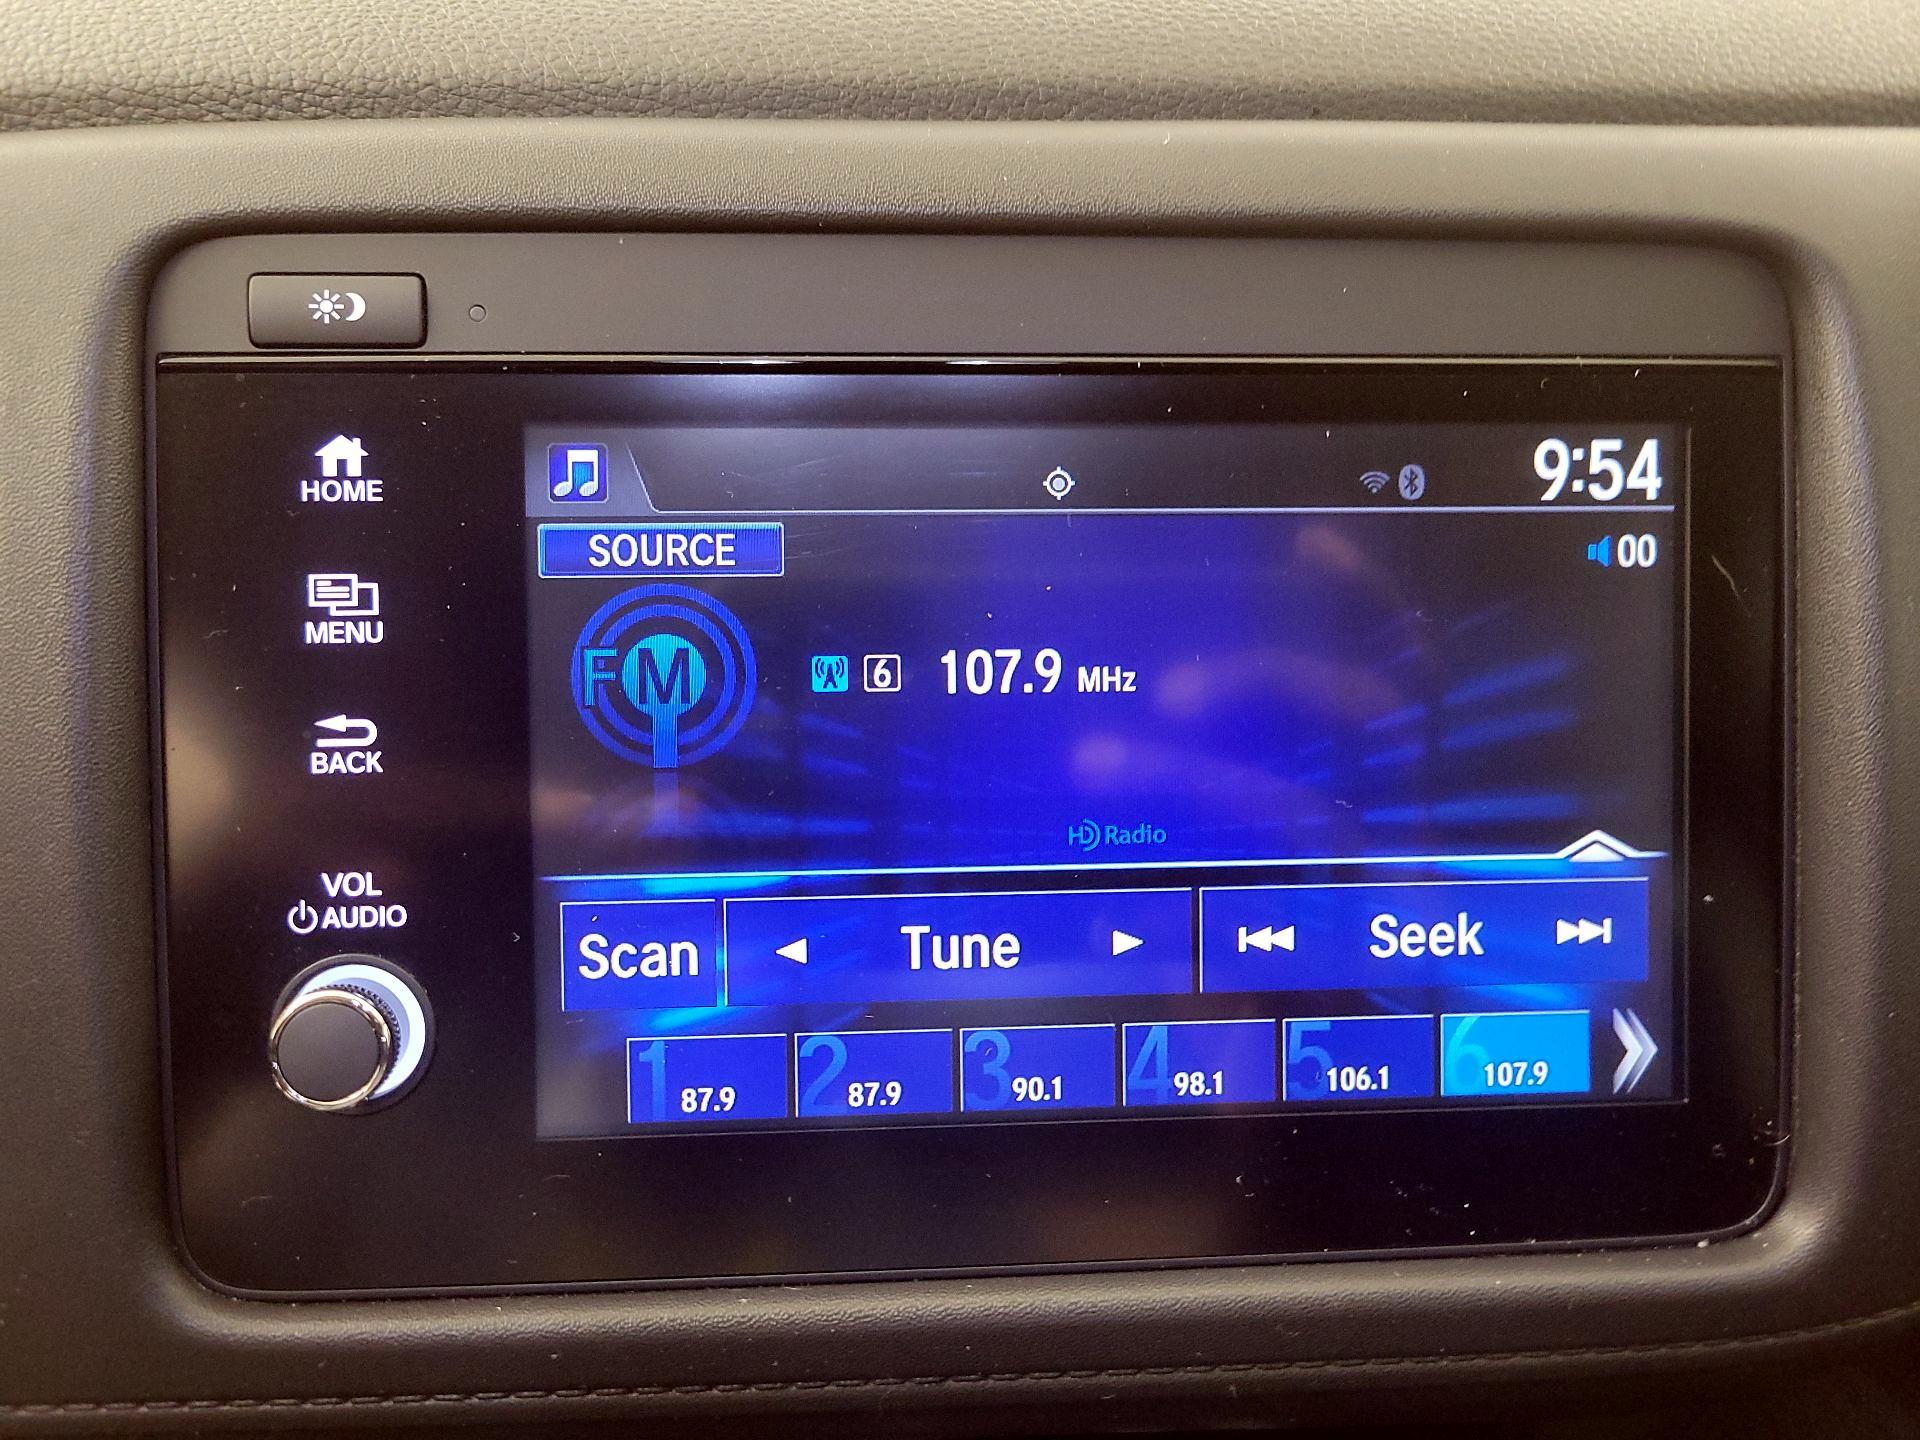 HOME
MENU
BACK
VOL
AUDIO
9:54
SOURCE
00
FM
6 107.9 MHz
HD Radio
Scan Tune Seek
1 87.9 2 87.9 3 90.1 4 98.1 5 106.1 6 107.9